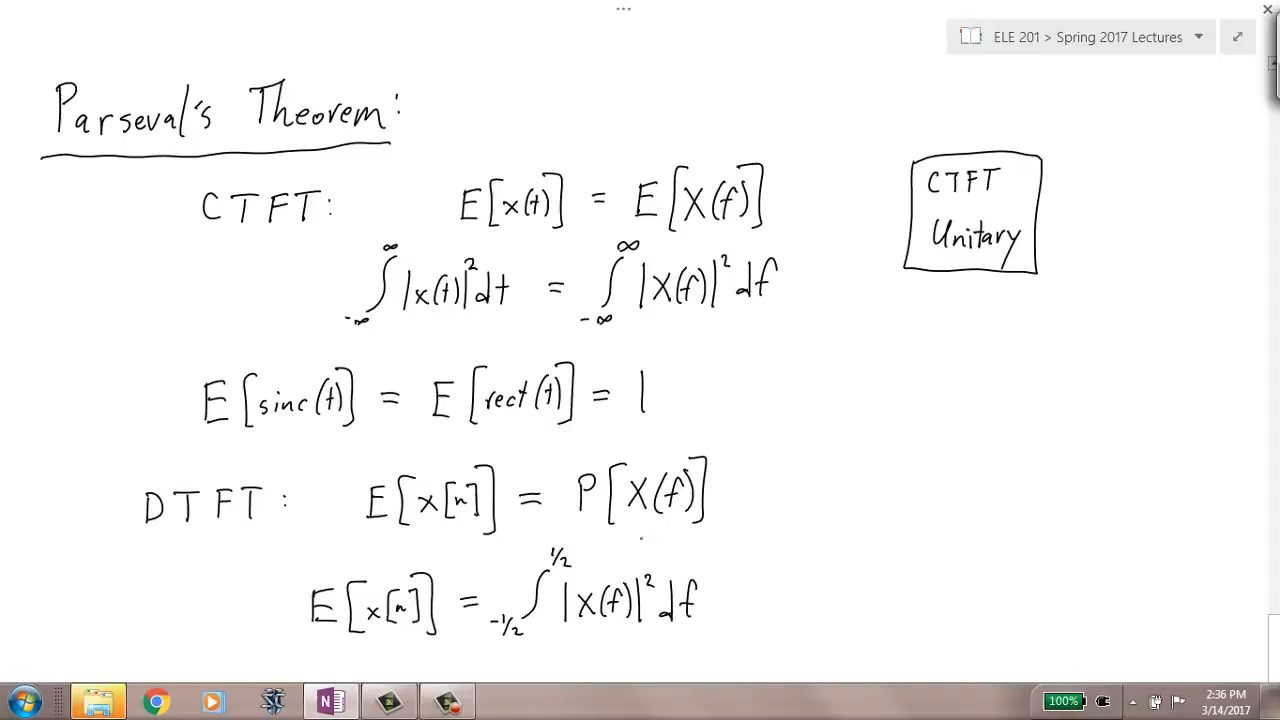 ELE 201 > Spring 2017 Lectures
Parseval's Theorem:
CTFT: E[x(t)] = E[X(f)]
∫_{-∞}^{∞} |x(t)|² dt = ∫_{-∞}^{∞} |X(f)|² df
CTFT
Unitary
E[sinc(t)] = E[rect(t)] = 1
DTFT: E[x[n]] = P[X(f)]
E[x[n]] = ∫_{-1/2}^{1/2} |X(f)|² df
100%
2:36 PM
3/14/2017